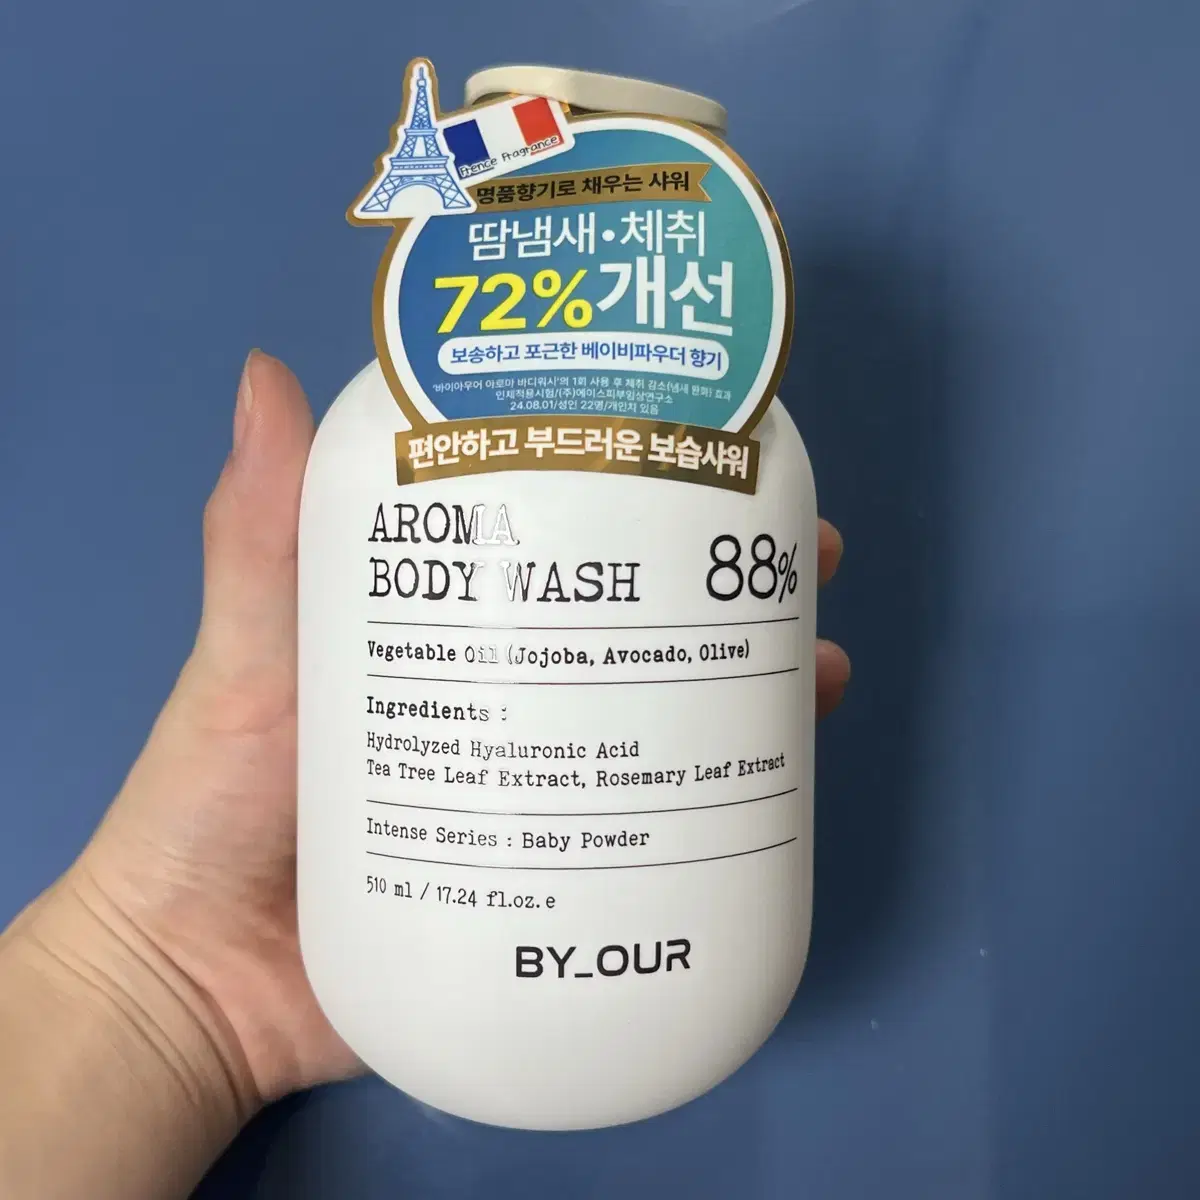 Frence Fragrance
명품향기로 채우는 샤워
땀냄새•체취
72%개선
보송하고 포근한 베이비파우더 향기
'바이아우어 아로마 바디워시'의 1회 사용 후 체취 감소(냄새 완화) 효과
인체적용시험/(주)에이스피부임상연구소
24.08.01/성인 22명/개인차 있음
편안하고 부드러운 보습샤워
AROMA
BODY WASH 88%
Vegetable Oil (Jojoba, Avocado, Olive)
Ingredients :
Hydrolyzed Hyaluronic Acid
Tea Tree Leaf Extract, Rosemary Leaf Extract
Intense Series : Baby Powder
510 ml / 17.24 fl.oz. e
BY_OUR